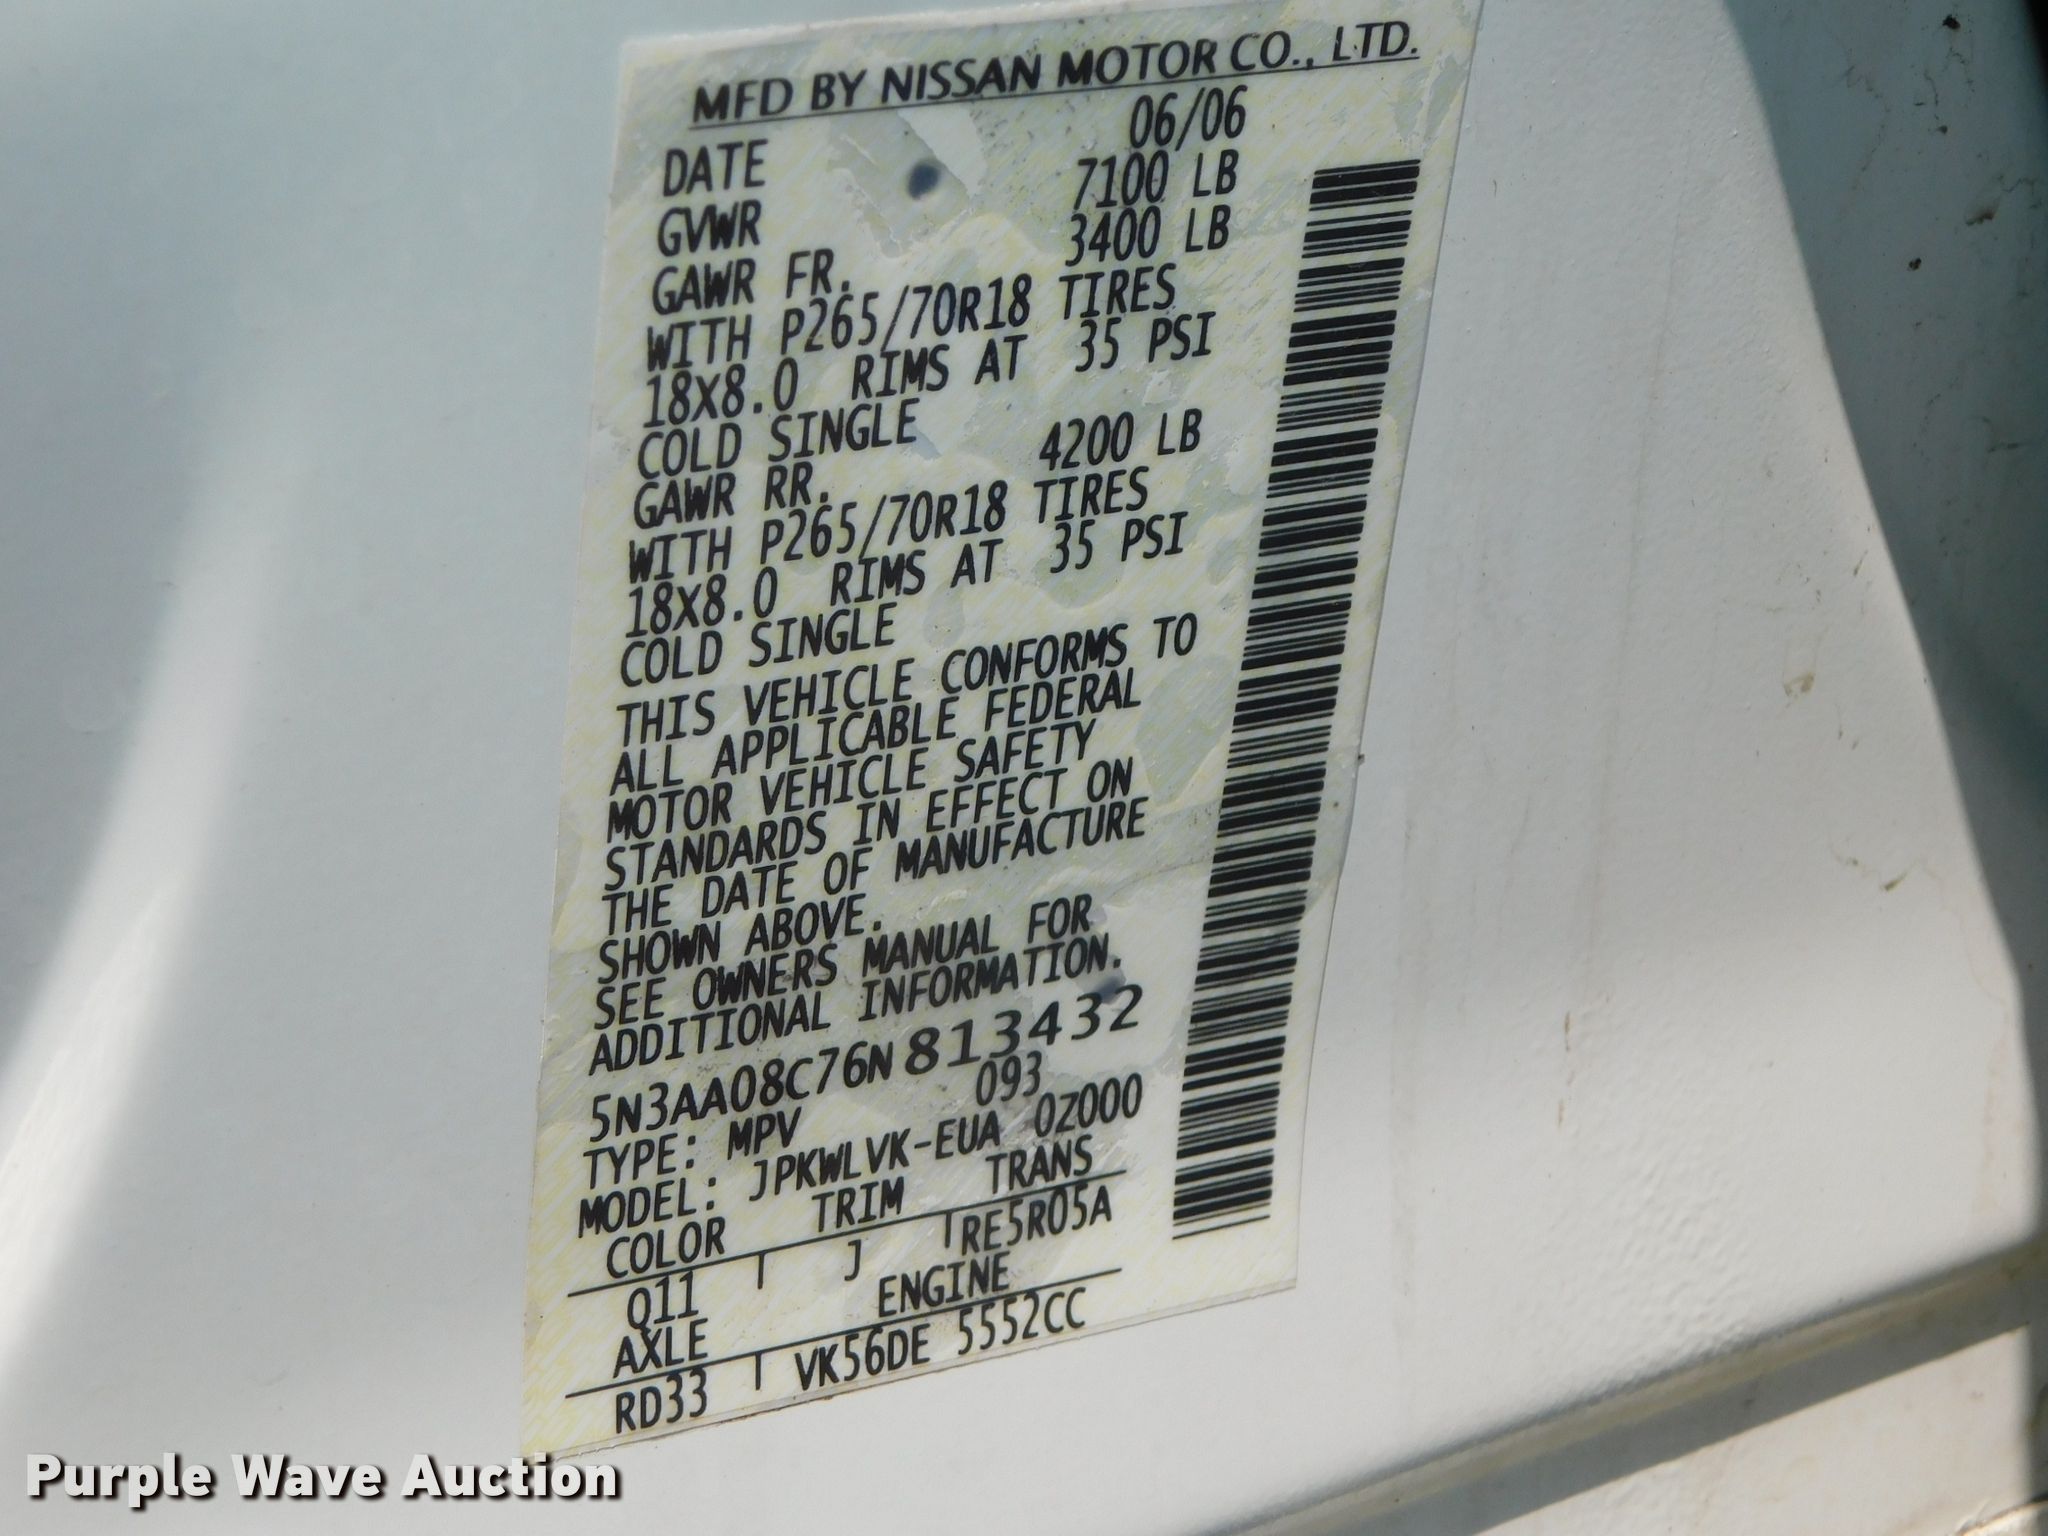 MFD BY NISSAN MOTOR CO., LTD.
DATE 06/06
GVWR 7100 LB
GAWR FR. 3400 LB
WITH P265/70R18 TIRES
18X8.0 RIMS AT 35 PSI
COLD SINGLE
GAWR RR. 4200 LB
WITH P265/70R18 TIRES
18X8.0 RIMS AT 35 PSI
COLD SINGLE
THIS VEHICLE CONFORMS TO
ALL APPLICABLE FEDERAL
MOTOR VEHICLE SAFETY
STANDARDS IN EFFECT ON
THE DATE OF MANUFACTURE
SHOWN ABOVE.
SEE OWNERS MANUAL FOR
ADDITIONAL INFORMATION.
5N3AA08C76N813432
TYPE: MPV 093
MODEL: JPKWLVK-EUA 0Z000
COLOR TRIM TRANS
Q11 J RE5R05A
AXLE ENGINE
RD33 VK56DE 5552CC
Purple Wave Auction